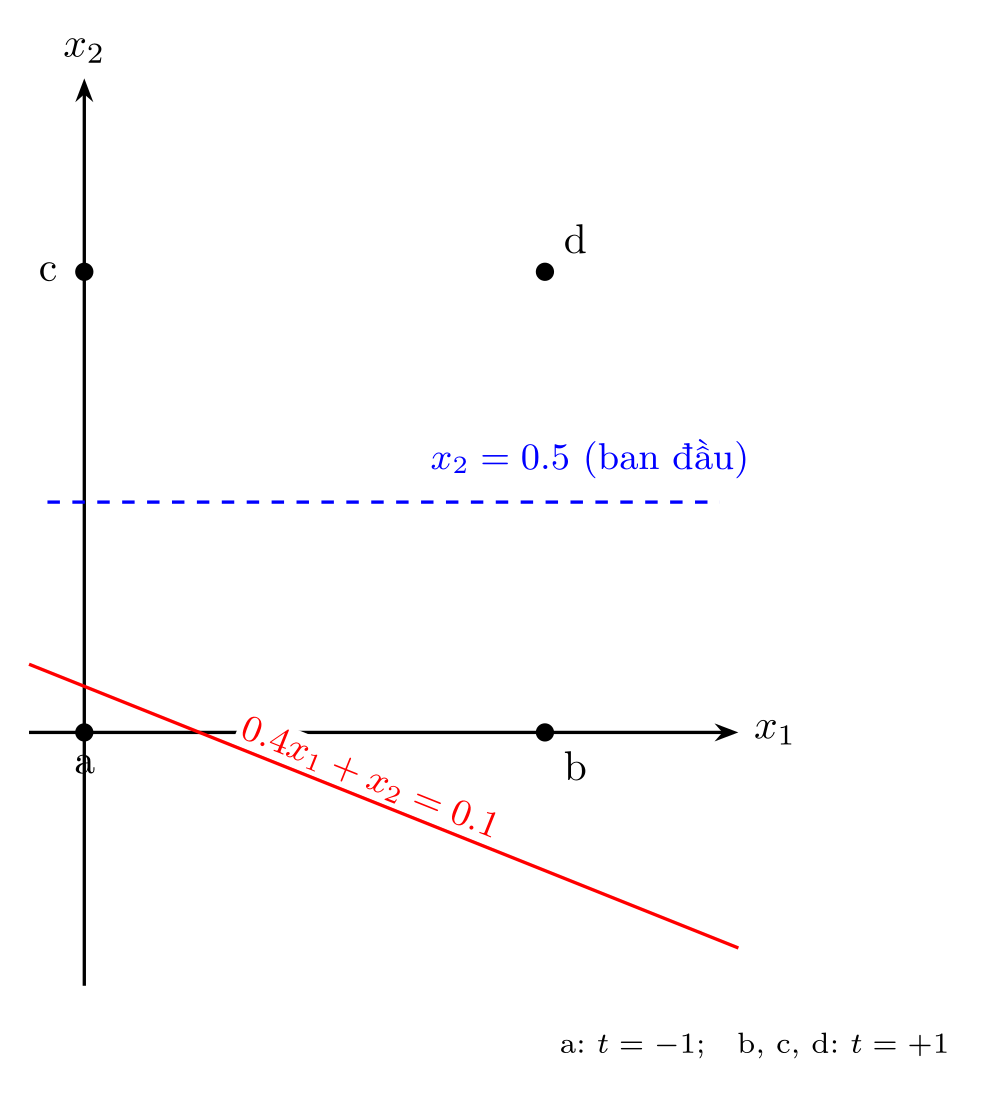 x₂
c
d
x₂ = 0.5 (ban đầu)
x₁
a
0.4x₁ + x₂ = 0.1
b
a: t = −1; b, c, d: t = +1